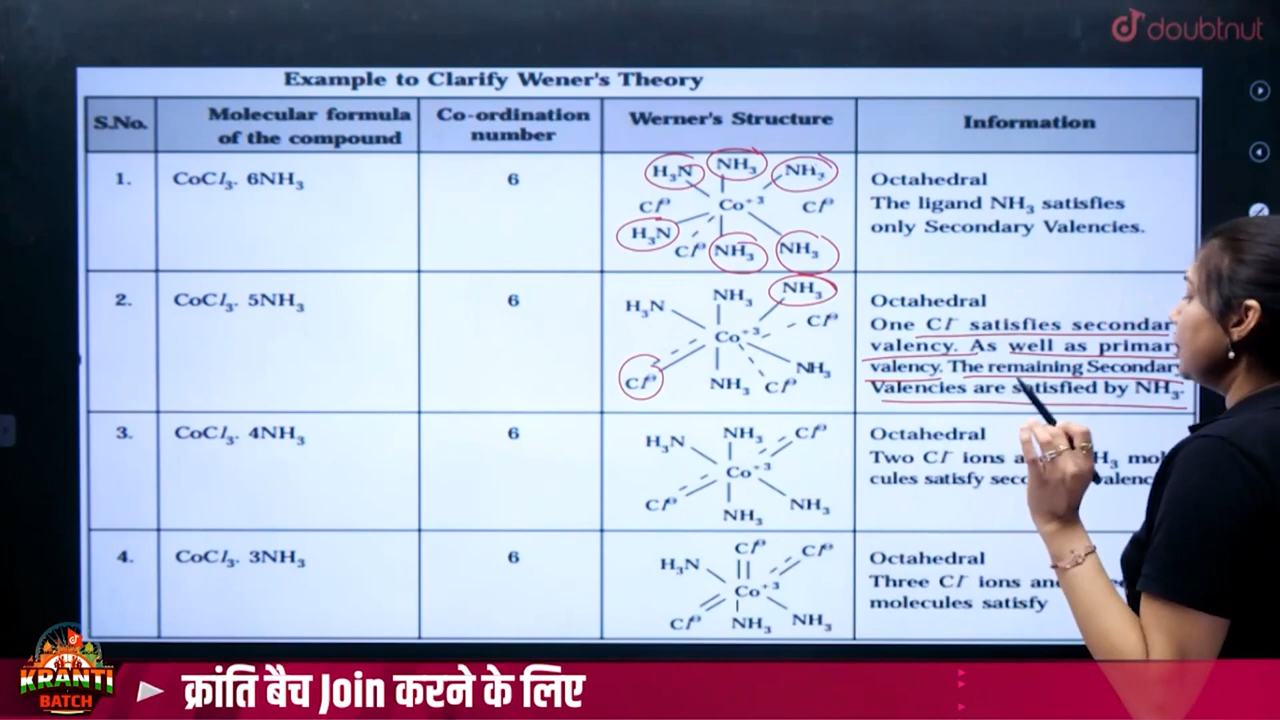 doubtnut
Example to Clarify Wener's Theory
S.No.
Molecular formula
of the compound
Co-ordination
number
Werner's Structure
Information
1.
CoCl₃. 6NH₃
6
H₃N NH₃ NH₃
Cl⊖ Co⁺³ Cl⊖
H₃N Cl⊖ NH₃ NH₃
Octahedral
The ligand NH₃ satisfies
only Secondary Valencies.
2.
CoCl₃. 5NH₃
6
H₃N NH₃ NH₃
Co⁺³ Cl⊖
Cl⊖ NH₃ Cl⊖ NH₃
Octahedral
One Cl⁻ satisfies secondar
valency. As well as primar
valency. The remaining Secondar
Valencies are satisfied by NH₃.
3.
CoCl₃. 4NH₃
6
H₃N NH₃ Cl⊖
Co⁺³
Cl⊖ NH₃ NH₃
Octahedral
Two Cl⁻ ions
cules satisfy
4.
CoCl₃. 3NH₃
6
H₃N Cl⊖ Cl⊖
Co⁺³
Cl⊖ NH₃ NH₃
Octahedral
Three Cl⁻ ions
molecules satisfy
KRANTI
BATCH
क्रांति बैच Join करने के लिए